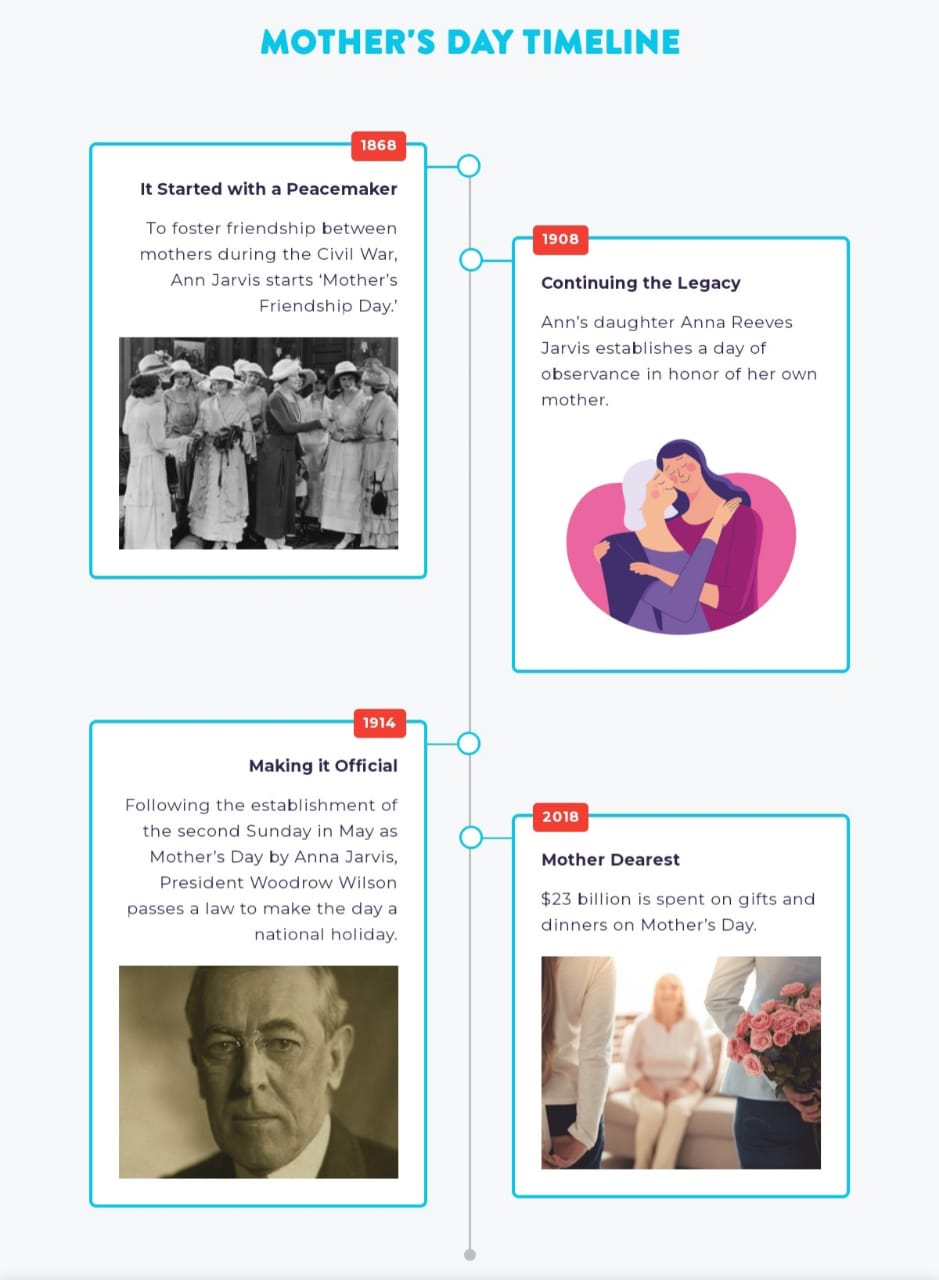 MOTHER'S DAY TIMELINE
1868
It Started with a Peacemaker
To foster friendship between
mothers during the Civil War,
Ann Jarvis starts ‘Mother’s
Friendship Day.’
1908
Continuing the Legacy
Ann’s daughter Anna Reeves
Jarvis establishes a day of
observance in honor of her own
mother.
1914
Making it Official
Following the establishment of
the second Sunday in May as
Mother’s Day by Anna Jarvis,
President Woodrow Wilson
passes a law to make the day a
national holiday.
2018
Mother Dearest
$23 billion is spent on gifts and
dinners on Mother’s Day.